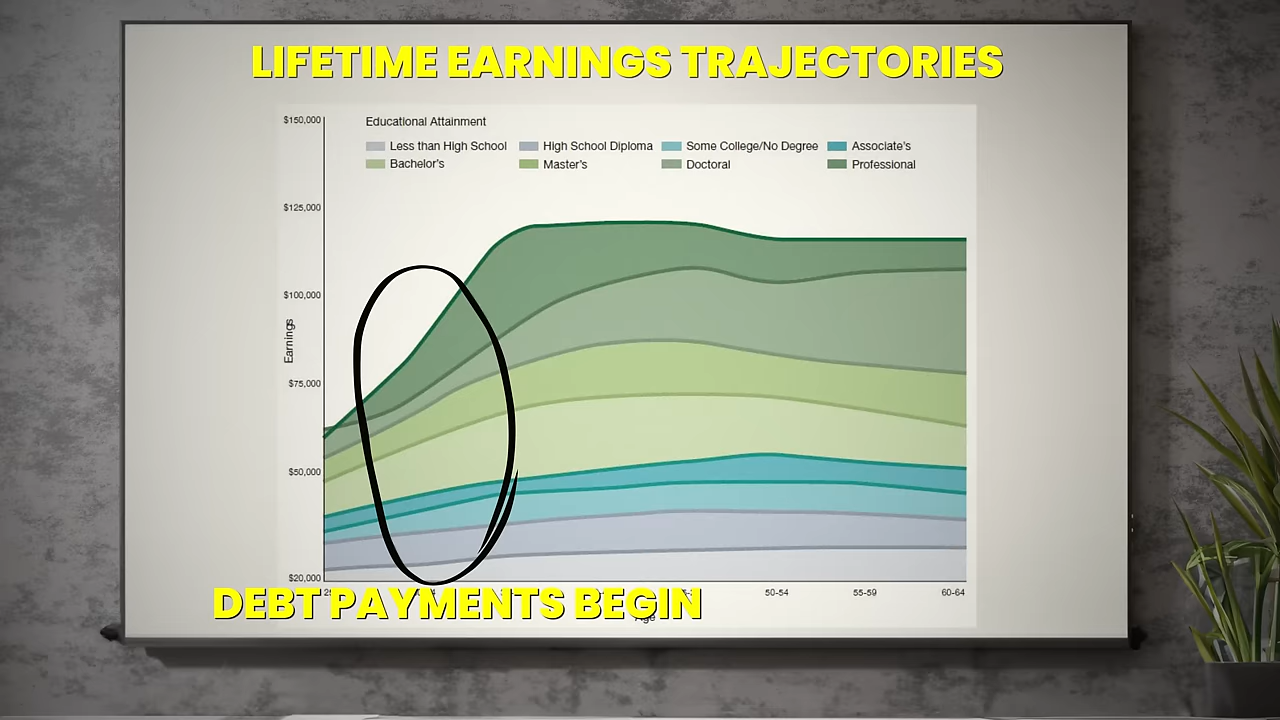 LIFETIME EARNINGS TRAJECTORIES
Educational Attainment
Less than High School High School Diploma Some College/No Degree Associate's
Bachelor's Master's Doctoral Professional
$150,000
$125,000
$100,000
Earnings
$75,000
$50,000
$20,000
50-54 55-59 60-64
DEBT PAYMENTS BEGIN